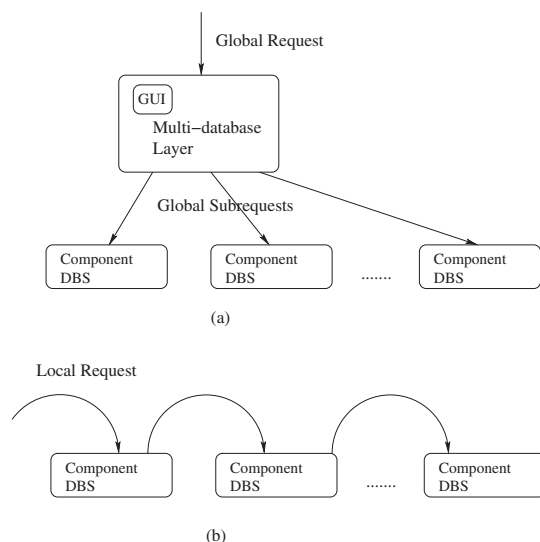 Global Request
GUI
Multi−database
Layer
Global Subrequests
Component
DBS
Component
DBS
.......
Component
DBS
(a)
Local Request
Component
DBS
Component
DBS
.......
Component
DBS
(b)